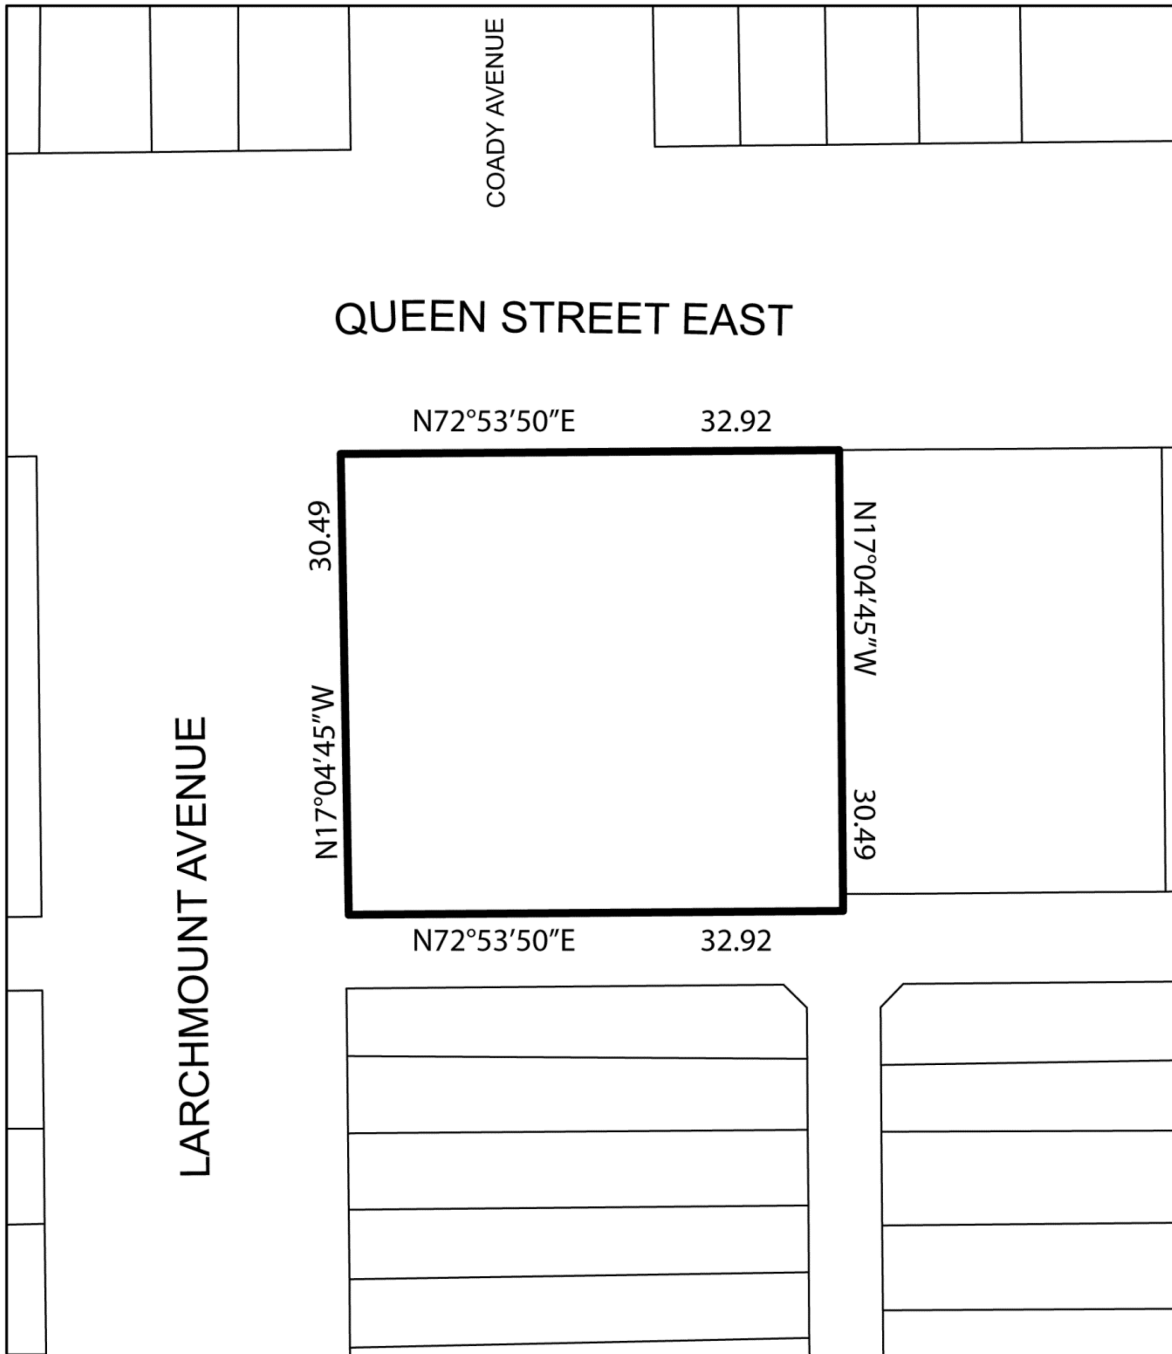 COADY AVENUE
QUEEN STREET EAST
N72°53′50″E 32.92
30.49
N17°04′45″W
N17°04′45″W
30.49
LARCHMOUNT AVENUE
N72°53′50″E 32.92